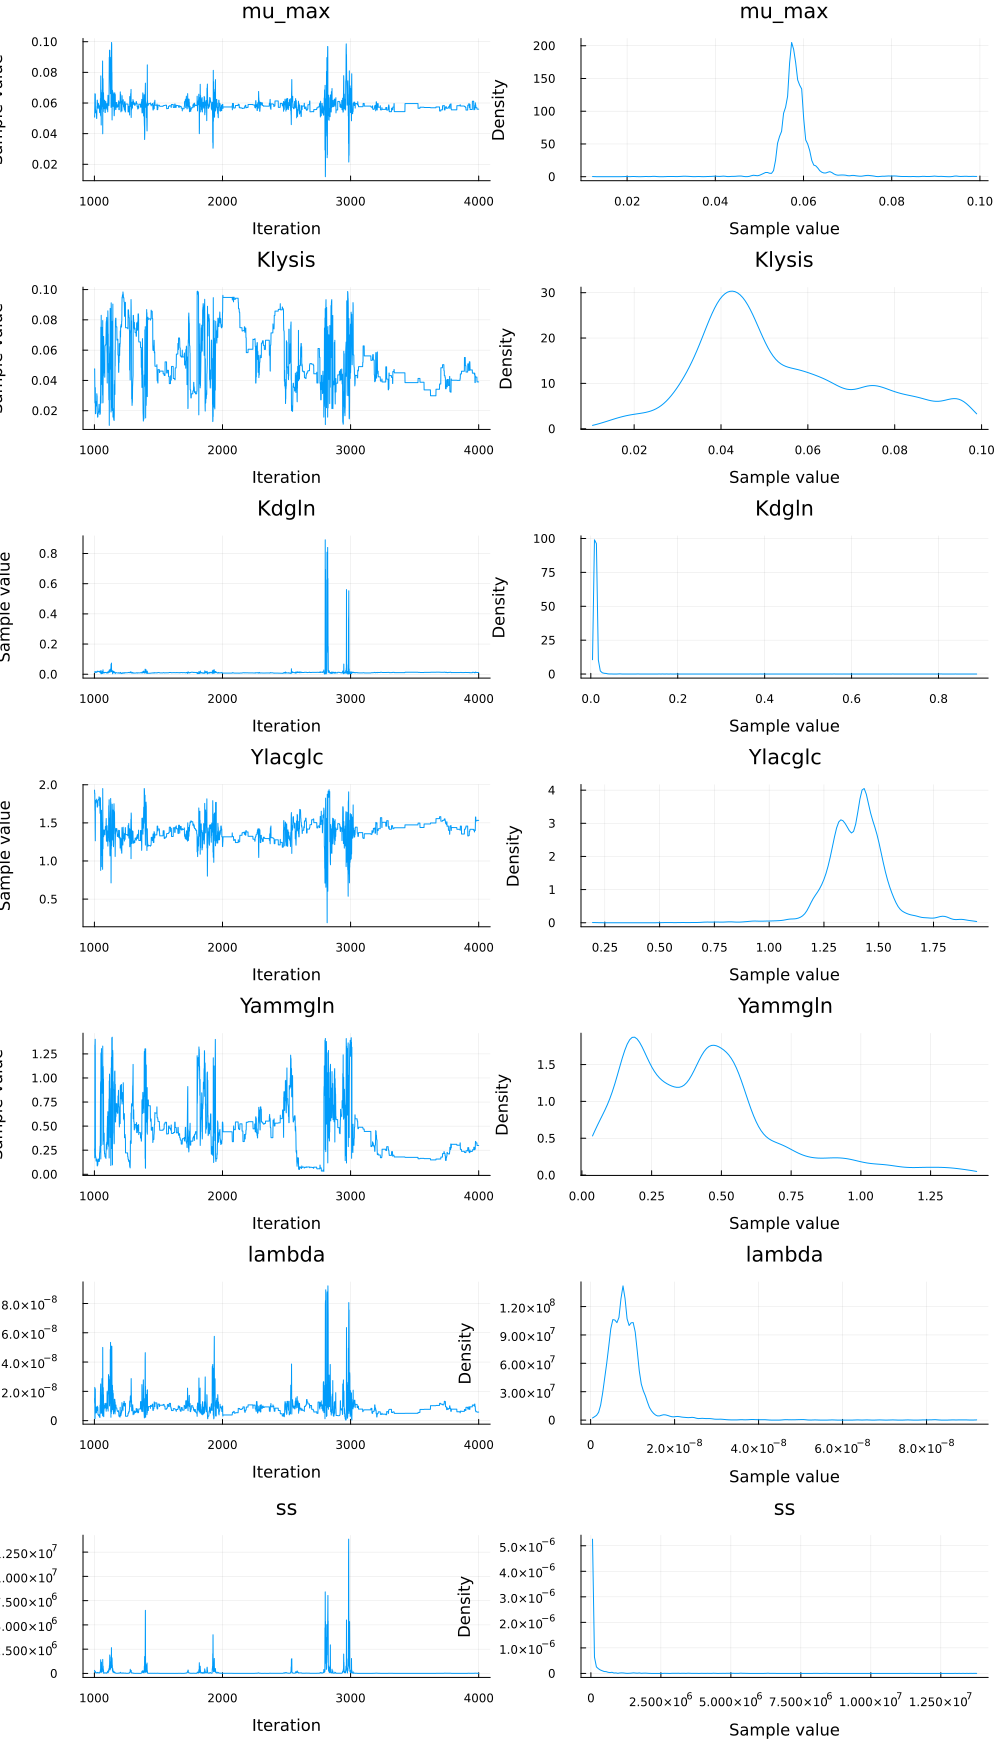 mu_max mu_max
0.10
0.08
0.06
0.04
0.02
1000 2000 3000 4000
Iteration
Density
200
150
100
50
0
0.02 0.04 0.06 0.08 0.10
Sample value
Klysis Klysis
0.10
0.08
0.06
0.04
0.02
1000 2000 3000 4000
Iteration
Density
30
20
10
0
0.02 0.04 0.06 0.08 0.10
Sample value
Kdgln Kdgln
Sample value
0.8
0.6
0.4
0.2
0.0
1000 2000 3000 4000
Iteration
Density
100
75
50
25
0
0.0 0.2 0.4 0.6 0.8
Sample value
Ylacglc Ylacglc
Sample value
2.0
1.5
1.0
0.5
1000 2000 3000 4000
Iteration
Density
4
3
2
1
0
0.25 0.50 0.75 1.00 1.25 1.50 1.75
Sample value
Yammgln Yammgln
1.25
1.00
0.75
0.50
0.25
0.00
1000 2000 3000 4000
Iteration
Density
1.5
1.0
0.5
0.0
0.00 0.25 0.50 0.75 1.00 1.25
Sample value
lambda lambda
8.0×10⁻⁸
6.0×10⁻⁸
4.0×10⁻⁸
2.0×10⁻⁸
0
1000 2000 3000 4000
Iteration
Density
1.20×10⁸
9.00×10⁷
6.00×10⁷
3.00×10⁷
0
0 2.0×10⁻⁸ 4.0×10⁻⁸ 6.0×10⁻⁸ 8.0×10⁻⁸
Sample value
ss ss
.250×10⁷
.000×10⁷
.500×10⁶
.000×10⁶
.500×10⁶
0
1000 2000 3000 4000
Iteration
Density
5.0×10⁻⁶
4.0×10⁻⁶
3.0×10⁻⁶
2.0×10⁻⁶
1.0×10⁻⁶
0
0 2.500×10⁶ 5.000×10⁶ 7.500×10⁶ 1.000×10⁷ 1.250×10⁷
Sample value